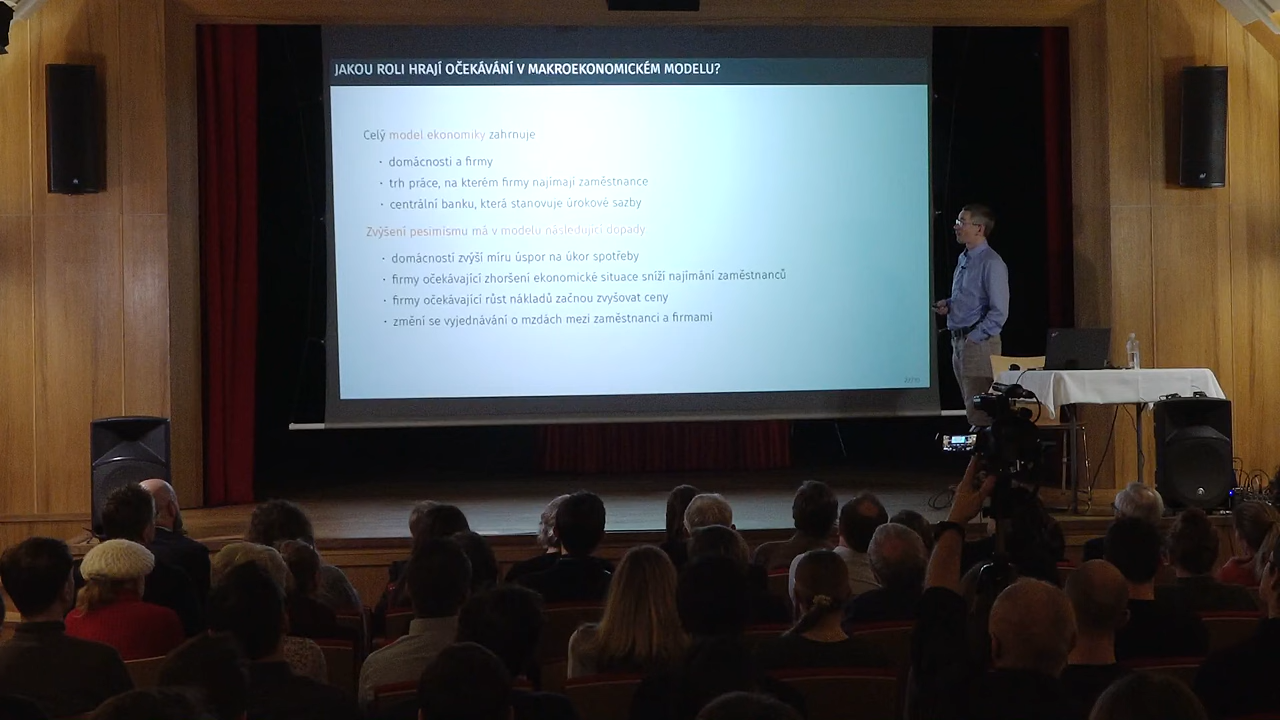 JAKOU ROLI HRAJÍ OČEKÁVÁNÍ V MAKROEKONOMICKÉM MODELU?
Celý model ekonomiky zahrnuje
· domácnosti a firmy
· trh práce, na kterém firmy najímají zaměstnance
· centrální banku, která stanovuje úrokové sazby
Zvýšení pesimismu má v modelu následující dopady
· domácnosti zvýší míru úspor na úkor spotřeby
· firmy očekávající zhoršení ekonomické situace sníží najímání zaměstnanců
· firmy očekávající růst nákladů začnou zvyšovat ceny
· změní se vyjednávání o mzdách mezi zaměstnanci a firmami